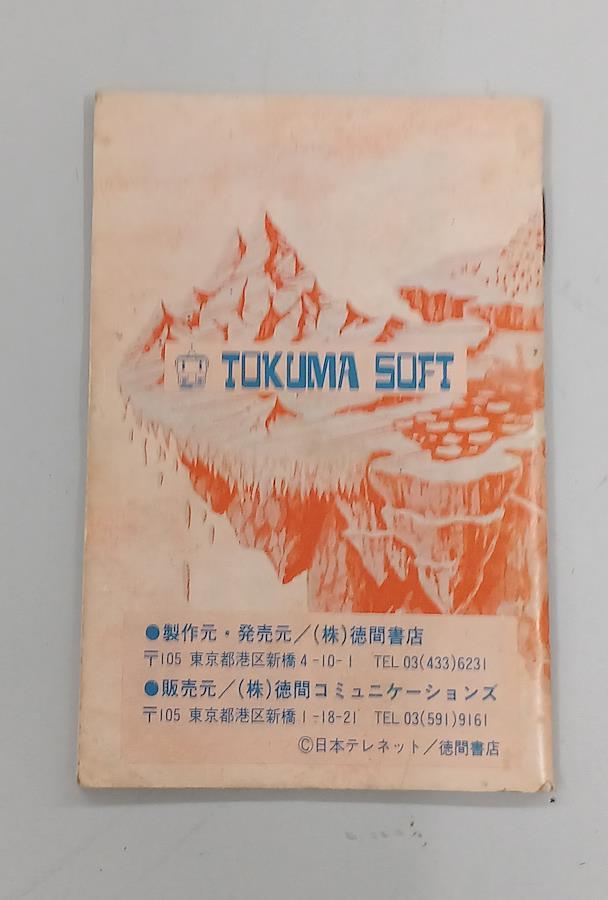 TOKUMA SOFT
●製作元・発売元／(株)徳間書店
〒105 東京都港区新橋4-10-1 TEL 03(433)6231
●販売元／(株)徳間コミュニケーションズ
〒105 東京都港区新橋1-18-21 TEL 03(591)9161
©日本テレネット／徳間書店